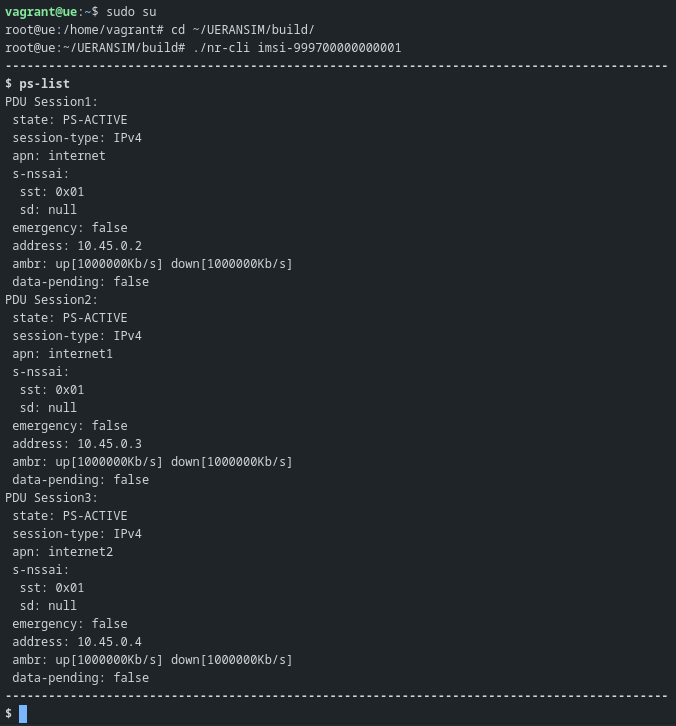 vagrant@ue:~$ sudo su
root@ue:/home/vagrant# cd ~/UERANSIM/build/
root@ue:~/UERANSIM/build# ./nr-cli imsi-999700000000001
--------------------------------------------------------------------------------------------
$ ps-list
PDU Session1:
 state: PS-ACTIVE
 session-type: IPv4
 apn: internet
 s-nssai:
  sst: 0x01
  sd: null
 emergency: false
 address: 10.45.0.2
 ambr: up[1000000Kb/s] down[1000000Kb/s]
 data-pending: false
PDU Session2:
 state: PS-ACTIVE
 session-type: IPv4
 apn: internet1
 s-nssai:
  sst: 0x01
  sd: null
 emergency: false
 address: 10.45.0.3
 ambr: up[1000000Kb/s] down[1000000Kb/s]
 data-pending: false
PDU Session3:
 state: PS-ACTIVE
 session-type: IPv4
 apn: internet2
 s-nssai:
  sst: 0x01
  sd: null
 emergency: false
 address: 10.45.0.4
 ambr: up[1000000Kb/s] down[1000000Kb/s]
 data-pending: false
--------------------------------------------------------------------------------------------
$